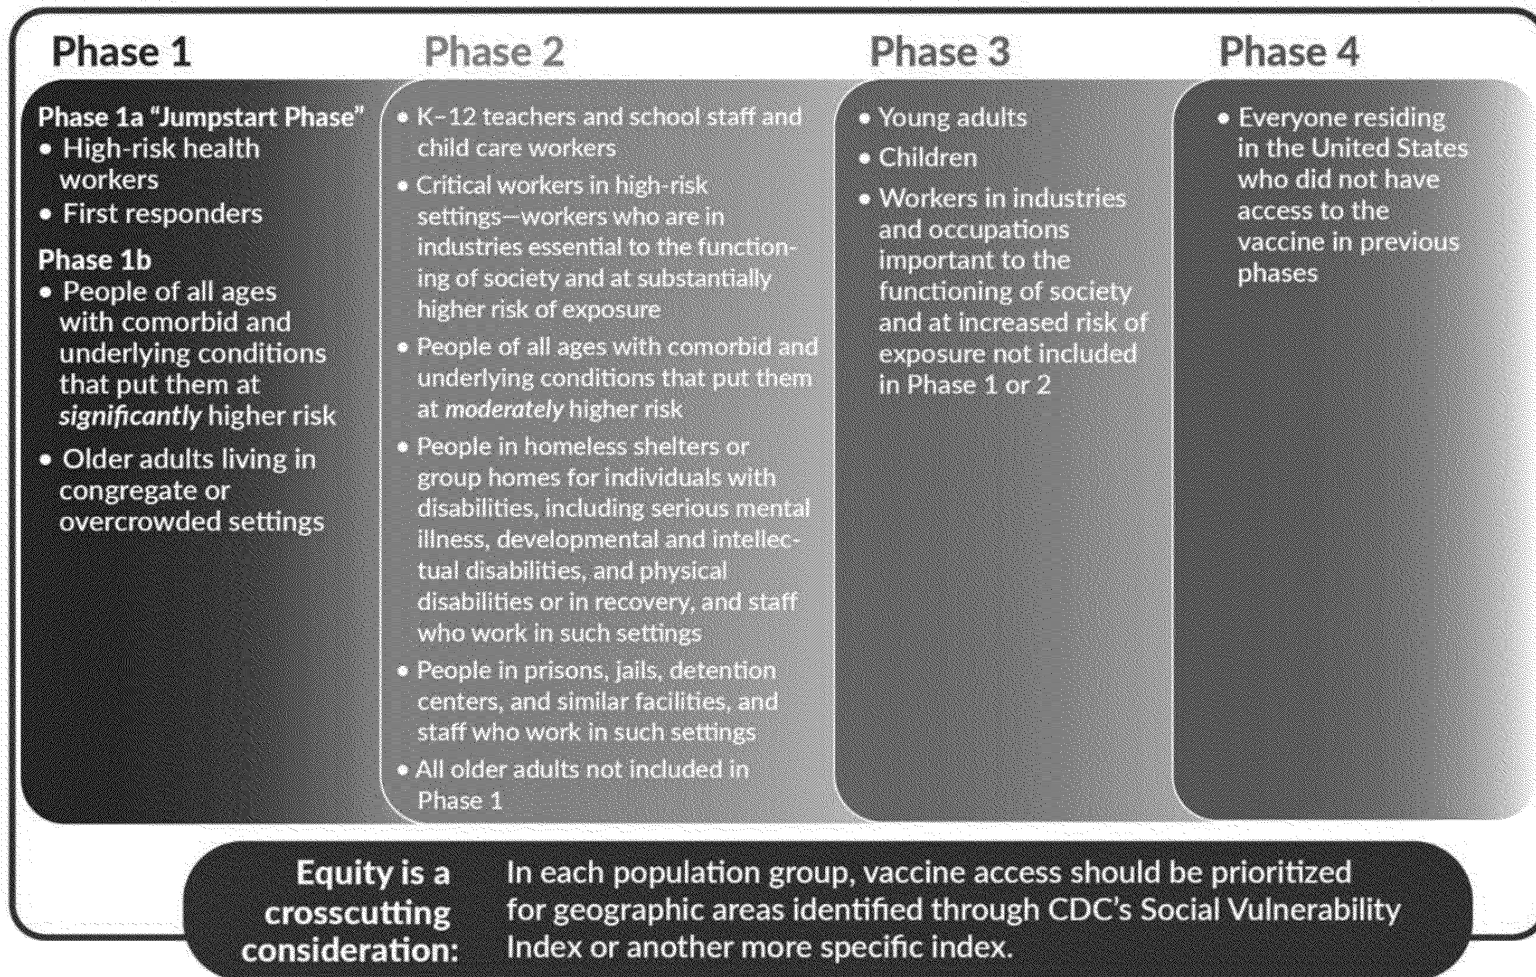 Phase 1
Phase 1a “Jumpstart Phase”
• High-risk health
workers
• First responders
Phase 1b
• People of all ages
with comorbid and
underlying conditions
that put them at
significantly higher risk
• Older adults living in
congregate or
overcrowded settings
Phase 2
• K–12 teachers and school staff and
child care workers
• Critical workers in high-risk
settings—workers who are in
industries essential to the function-
ing of society and at substantially
higher risk of exposure
• People of all ages with comorbid and
underlying conditions that put them
at moderately higher risk
• People in homeless shelters or
group homes for individuals with
disabilities, including serious mental
illness, developmental and intellec-
tual disabilities, and physical
disabilities or in recovery, and staff
who work in such settings
• People in prisons, jails, detention
centers, and similar facilities, and
staff who work in such settings
• All older adults not included in
Phase 1
Phase 3
• Young adults
• Children
• Workers in industries
and occupations
important to the
functioning of society
and at increased risk of
exposure not included
in Phase 1 or 2
Phase 4
• Everyone residing
in the United States
who did not have
access to the
vaccine in previous
phases
Equity is a
crosscutting
consideration:
In each population group, vaccine access should be prioritized
for geographic areas identified through CDC’s Social Vulnerability
Index or another more specific index.